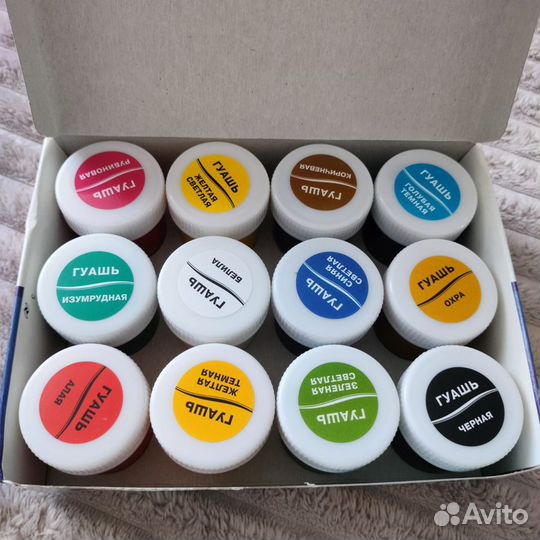 ГУАШЬ
РУБИНОВАЯ
ГУАШЬ
ЖЕЛТАЯ
СВЕТЛАЯ
ГУАШЬ
КОРИЧНЕВАЯ
ГУАШЬ
ГОЛУБАЯ
ТЕМНАЯ
ГУАШЬ
ИЗУМРУДНАЯ
ГУАШЬ
БЕЛИЛА
ГУАШЬ
СИНЯЯ
СВЕТЛАЯ
ГУАШЬ
ОХРА
ГУАШЬ
АЛАЯ
ГУАШЬ
ЖЕЛТАЯ
ТЕМНАЯ
ГУАШЬ
ЗЕЛЕНАЯ
СВЕТЛАЯ
ГУАШЬ
ЧЕРНАЯ
Avito